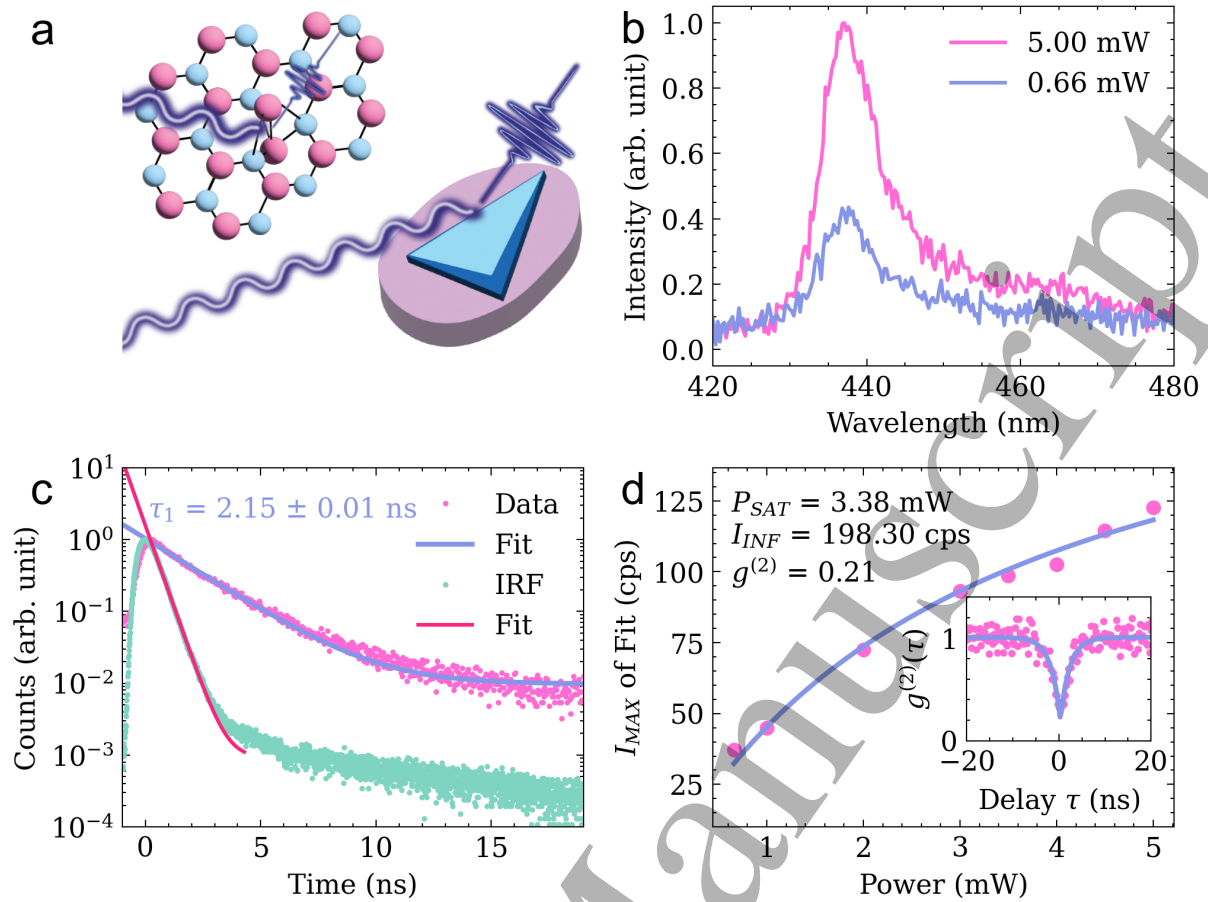 a
b
5.00 mW
0.66 mW
1.0
0.8
0.6
0.4
0.2
0.0
Intensity (arb. unit)
420
440
460
480
Wavelength (nm)
c
τ₁ = 2.15 ± 0.01 ns
Data
Fit
IRF
Fit
10¹
10⁰
10⁻¹
10⁻²
10⁻³
10⁻⁴
Counts (arb. unit)
0
5
10
15
Time (ns)
d
P_SAT = 3.38 mW
I_INF = 198.30 cps
g⁽²⁾ = 0.21
125
100
75
50
25
I_MAX of Fit (cps)
1
2
3
4
5
Power (mW)
1
0
g⁽²⁾(τ)
−20
0
20
Delay τ (ns)
Manuscript